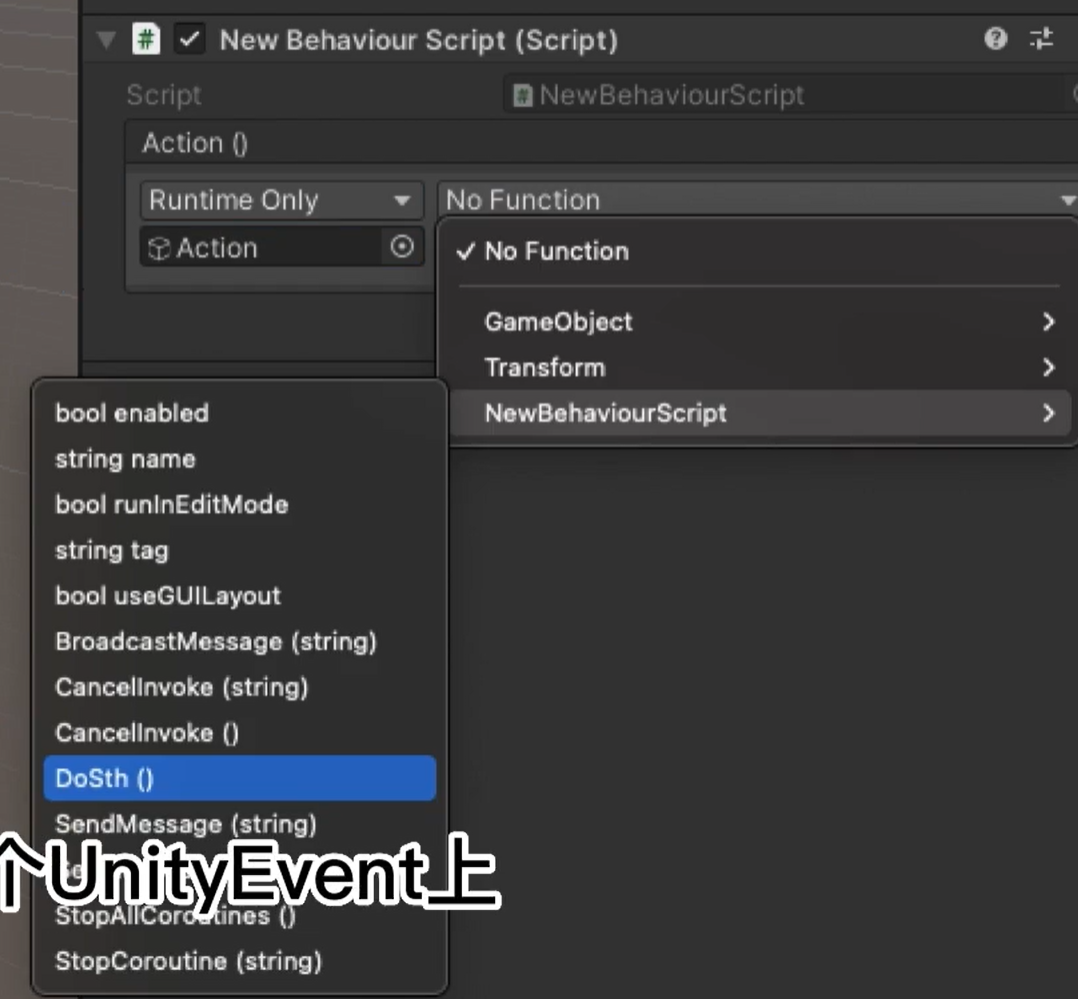 New Behaviour Script (Script)
Script
NewBehaviourScript
Action ()
Runtime Only
No Function
Action
No Function
GameObject
Transform
NewBehaviourScript
bool enabled
string name
bool runInEditMode
string tag
bool useGUILayout
BroadcastMessage (string)
CancelInvoke (string)
CancelInvoke ()
DoSth ()
SendMessage (string)
个UnityEvent上
StopAllCoroutines ()
StopCoroutine (string)